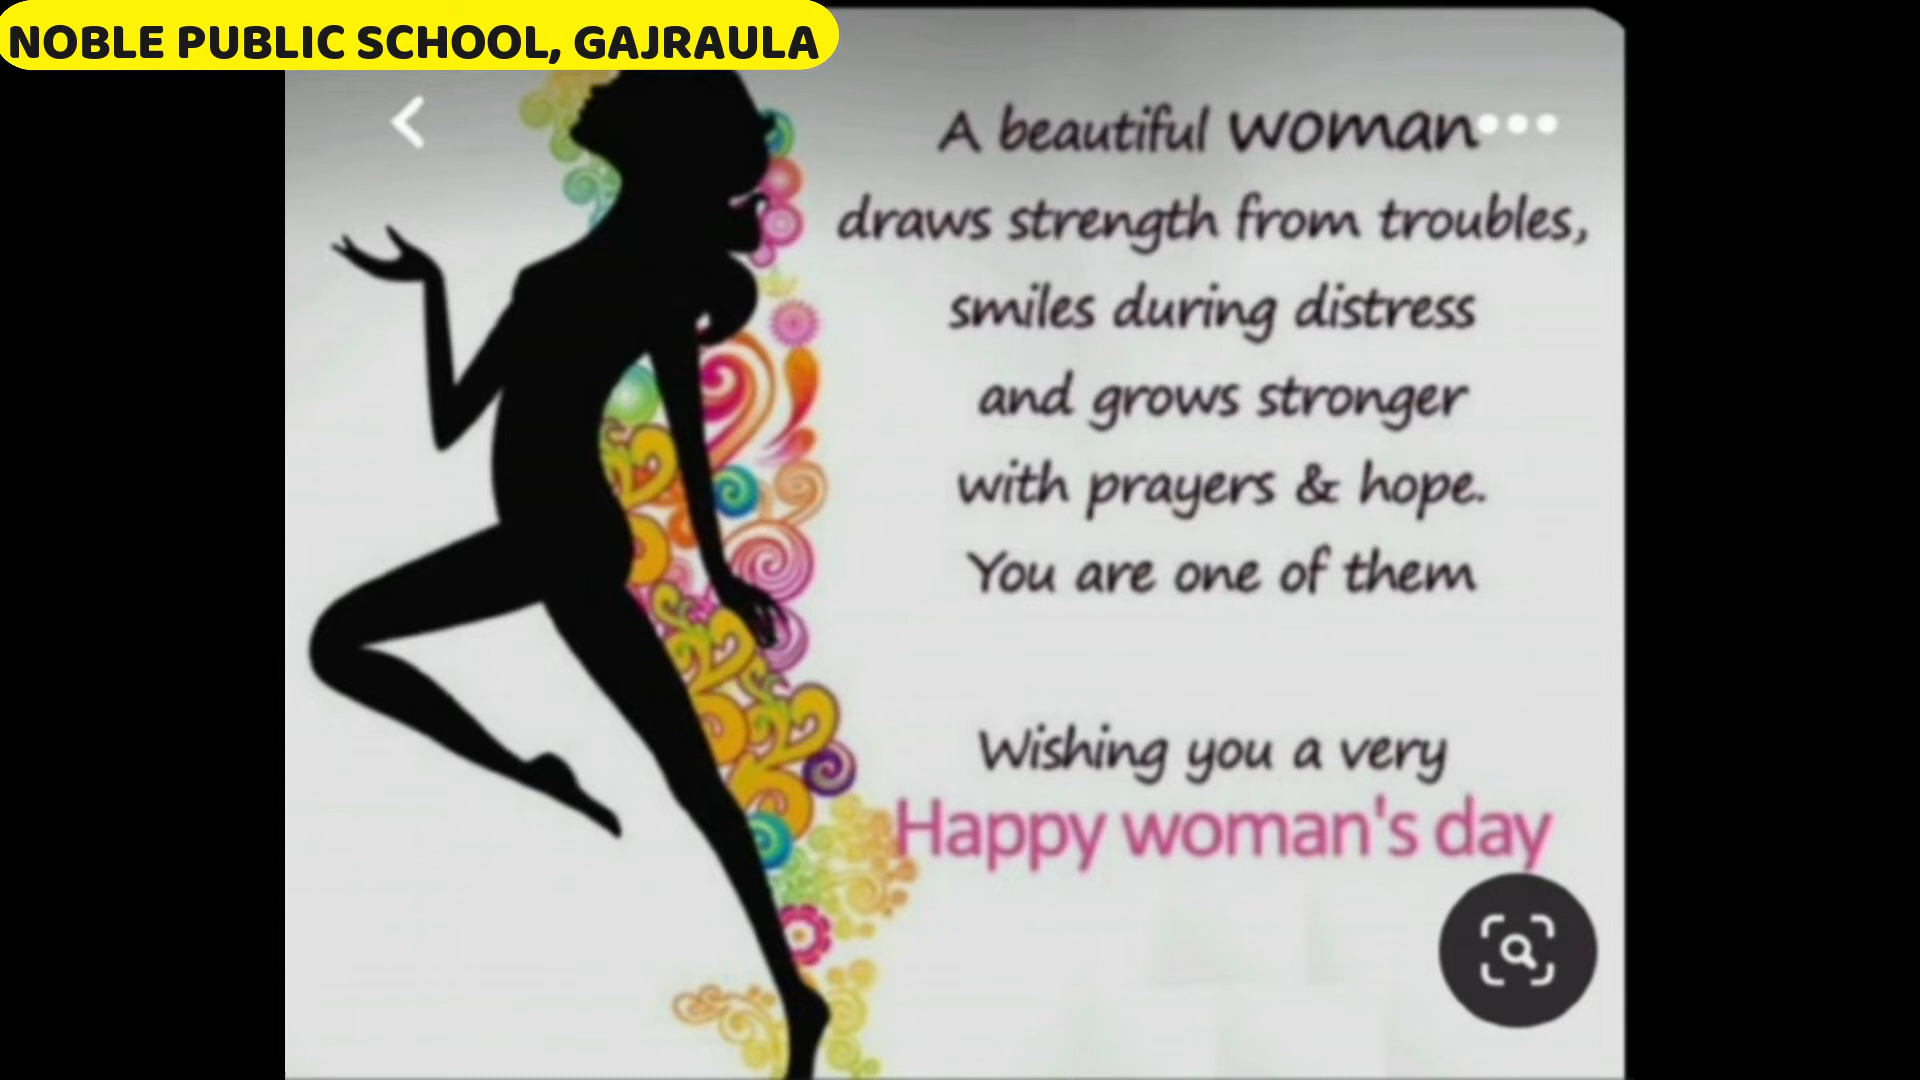 NOBLE PUBLIC SCHOOL, GAJRAULA
A beautiful woman
draws strength from troubles,
smiles during distress
and grows stronger
with prayers & hope.
You are one of them
Wishing you a very
Happy woman's day